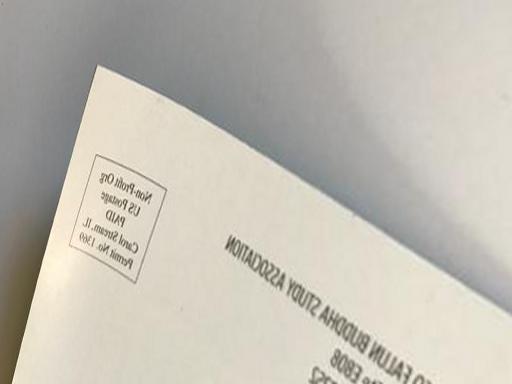 Non-Profit Org.
US Postage
PAID
Carol Stream, IL
Permit No. 1369
O FALUN BUDDHA STUDY ASSOCIATION
E808